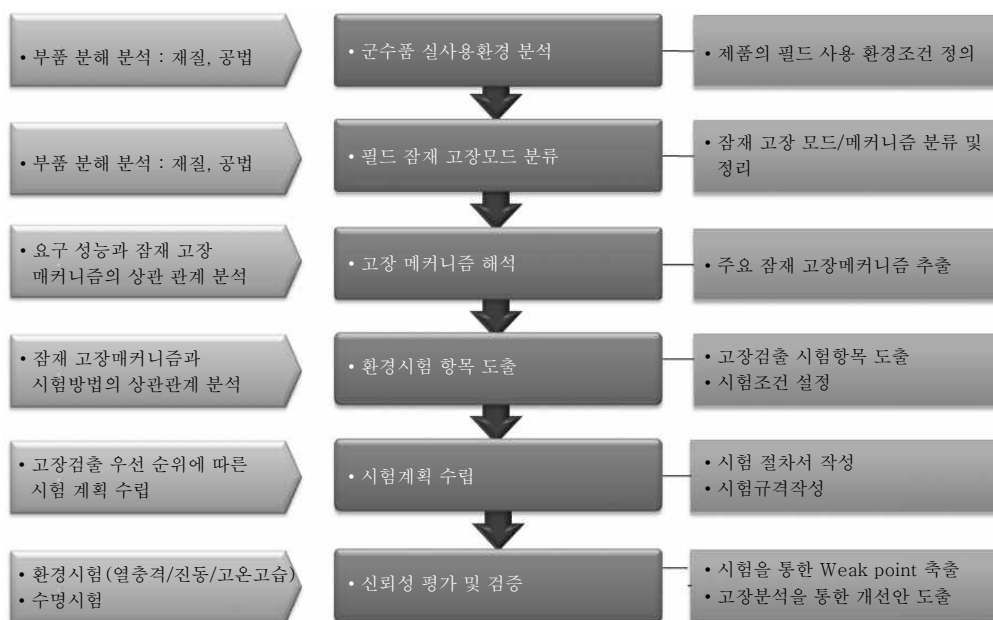 • 부품 분해 분석 : 재질, 공법
• 군수품 실사용환경 분석
• 제품의 필드 사용 환경조건 정의
• 부품 분해 분석 : 재질, 공법
• 필드 잠재 고장모드 분류
• 잠재 고장 모드/메커니즘 분류 및
정리
• 요구 성능과 잠재 고장
매커니즘의 상관 관계 분석
• 고장 메커니즘 해석
• 주요 잠재 고장메커니즘 추출
• 잠재 고장매커니즘과
시험방법의 상관관계 분석
• 환경시험 항목 도출
• 고장검출 시험항목 도출
• 시험조건 설정
• 고장검출 우선 순위에 따른
시험 계획 수립
• 시험계획 수립
• 시험 절차서 작성
• 시험규격작성
• 환경시험(열충격/진동/고온고습)
• 수명시험
• 신뢰성 평가 및 검증
• 시험을 통한 Weak point 축출
• 고장분석을 통한 개선안 도출